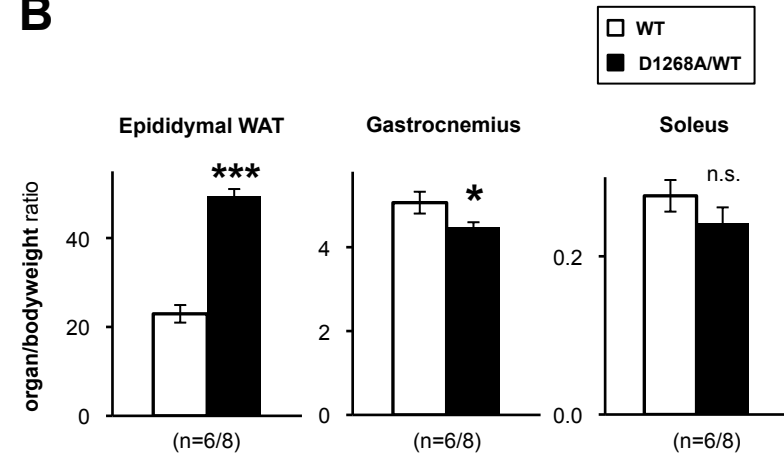 B
WT
D1268A/WT
Epididymal WAT
Gastrocnemius
Soleus
organ/bodyweight ratio
***
*
n.s.
40
20
0
4
2
0
0.2
0.0
(n=6/8)
(n=6/8)
(n=6/8)